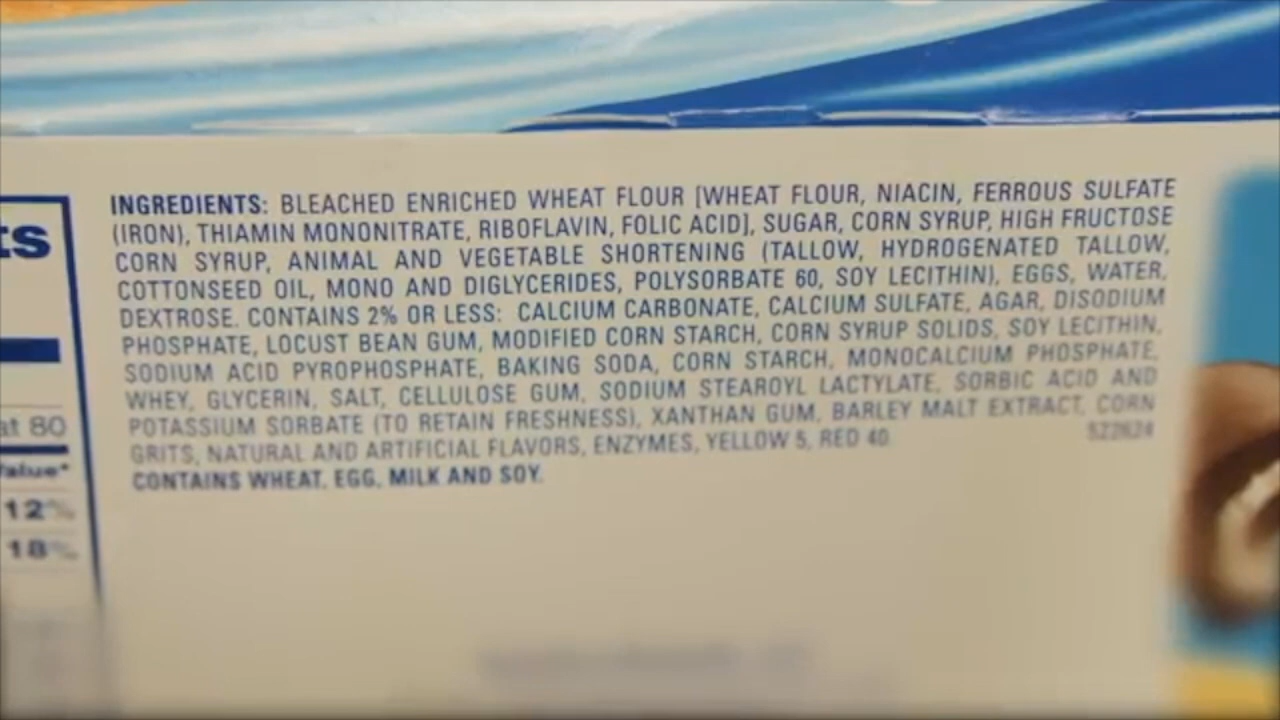 INGREDIENTS: BLEACHED ENRICHED WHEAT FLOUR [WHEAT FLOUR, NIACIN, FERROUS SULFATE
(IRON), THIAMIN MONONITRATE, RIBOFLAVIN, FOLIC ACID], SUGAR, CORN SYRUP, HIGH FRUCTOSE
CORN SYRUP, ANIMAL AND VEGETABLE SHORTENING (TALLOW, HYDROGENATED TALLOW,
COTTONSEED OIL, MONO AND DIGLYCERIDES, POLYSORBATE 60, SOY LECITHIN), EGGS, WATER,
DEXTROSE. CONTAINS 2% OR LESS: CALCIUM CARBONATE, CALCIUM SULFATE, AGAR, DISODIUM
PHOSPHATE, LOCUST BEAN GUM, MODIFIED CORN STARCH, CORN SYRUP SOLIDS, SOY LECITHIN,
SODIUM ACID PYROPHOSPHATE, BAKING SODA, CORN STARCH, MONOCALCIUM PHOSPHATE,
WHEY, GLYCERIN, SALT, CELLULOSE GUM, SODIUM STEAROYL LACTYLATE, SORBIC ACID AND
POTASSIUM SORBATE (TO RETAIN FRESHNESS), XANTHAN GUM, BARLEY MALT EXTRACT, CORN
GRITS, NATURAL AND ARTIFICIAL FLAVORS, ENZYMES, YELLOW 5, RED 40
522624
CONTAINS WHEAT, EGG, MILK AND SOY.
ts
at 80
Value*
12%
18%